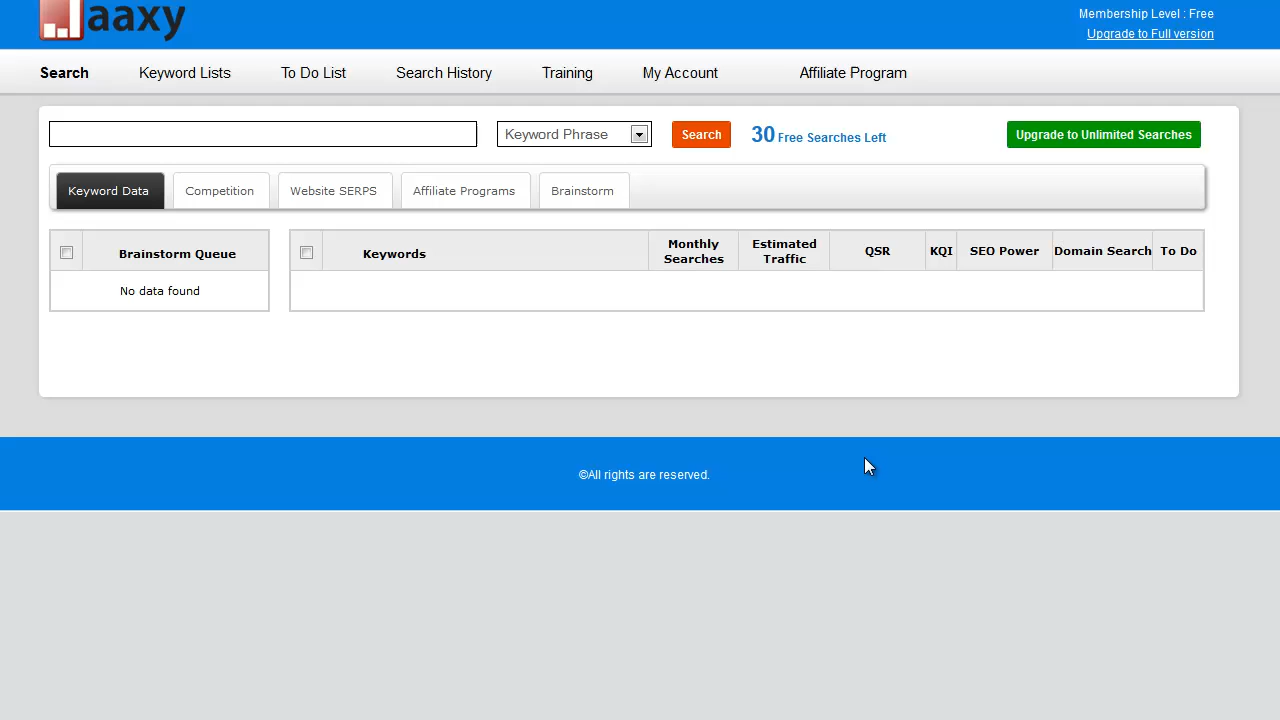 Jaaxy
Membership Level : Free
Upgrade to Full version
Search Keyword Lists To Do List Search History Training My Account Affiliate Program
Keyword Phrase Search 30 Free Searches Left Upgrade to Unlimited Searches
Keyword Data Competition Website SERPS Affiliate Programs Brainstorm
Brainstorm Queue Keywords Monthly Searches Estimated Traffic QSR KQI SEO Power Domain Search To Do
No data found
©All rights are reserved.